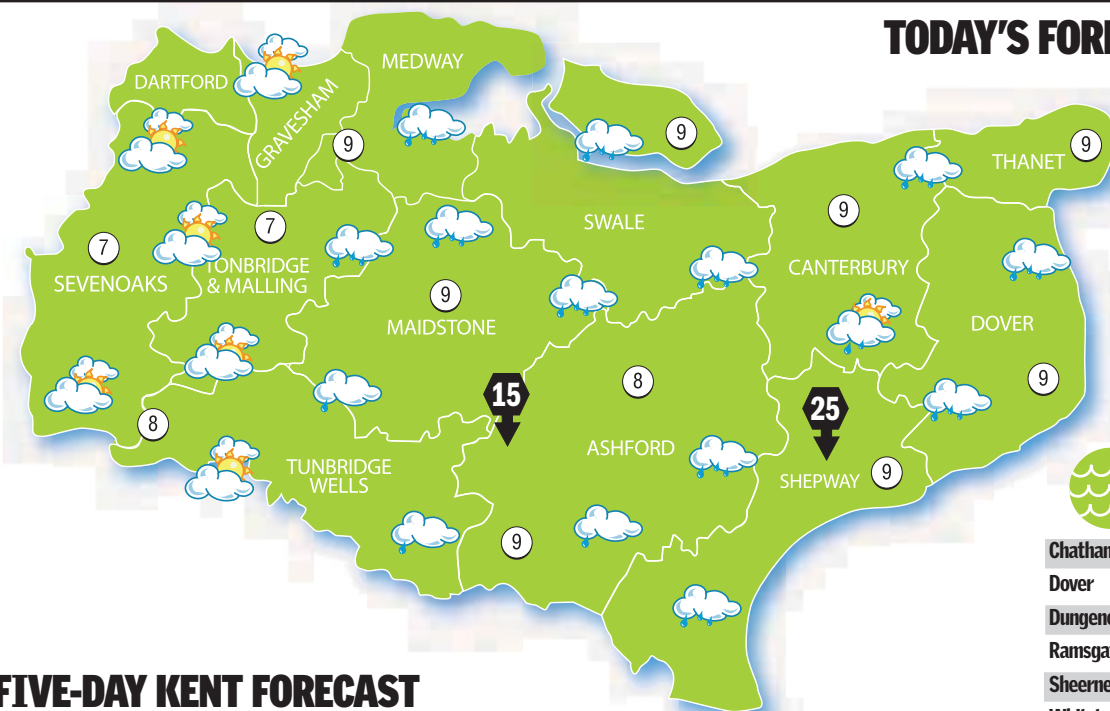 TODAY'S
MEDWAY
DARTFORD
GRAVESHAM
9
9
9
THANET
9
SWALE
7
7
SEVENOAKS
TONBRIDGE
& MALLING
CANTERBURY
9
MAIDSTONE
DOVER
8
9
15
25
8
ASHFORD
TUNBRIDGE
WELLS
SHEPWAY
9
9
Dover
FIVE-DAY KENT FORECAST